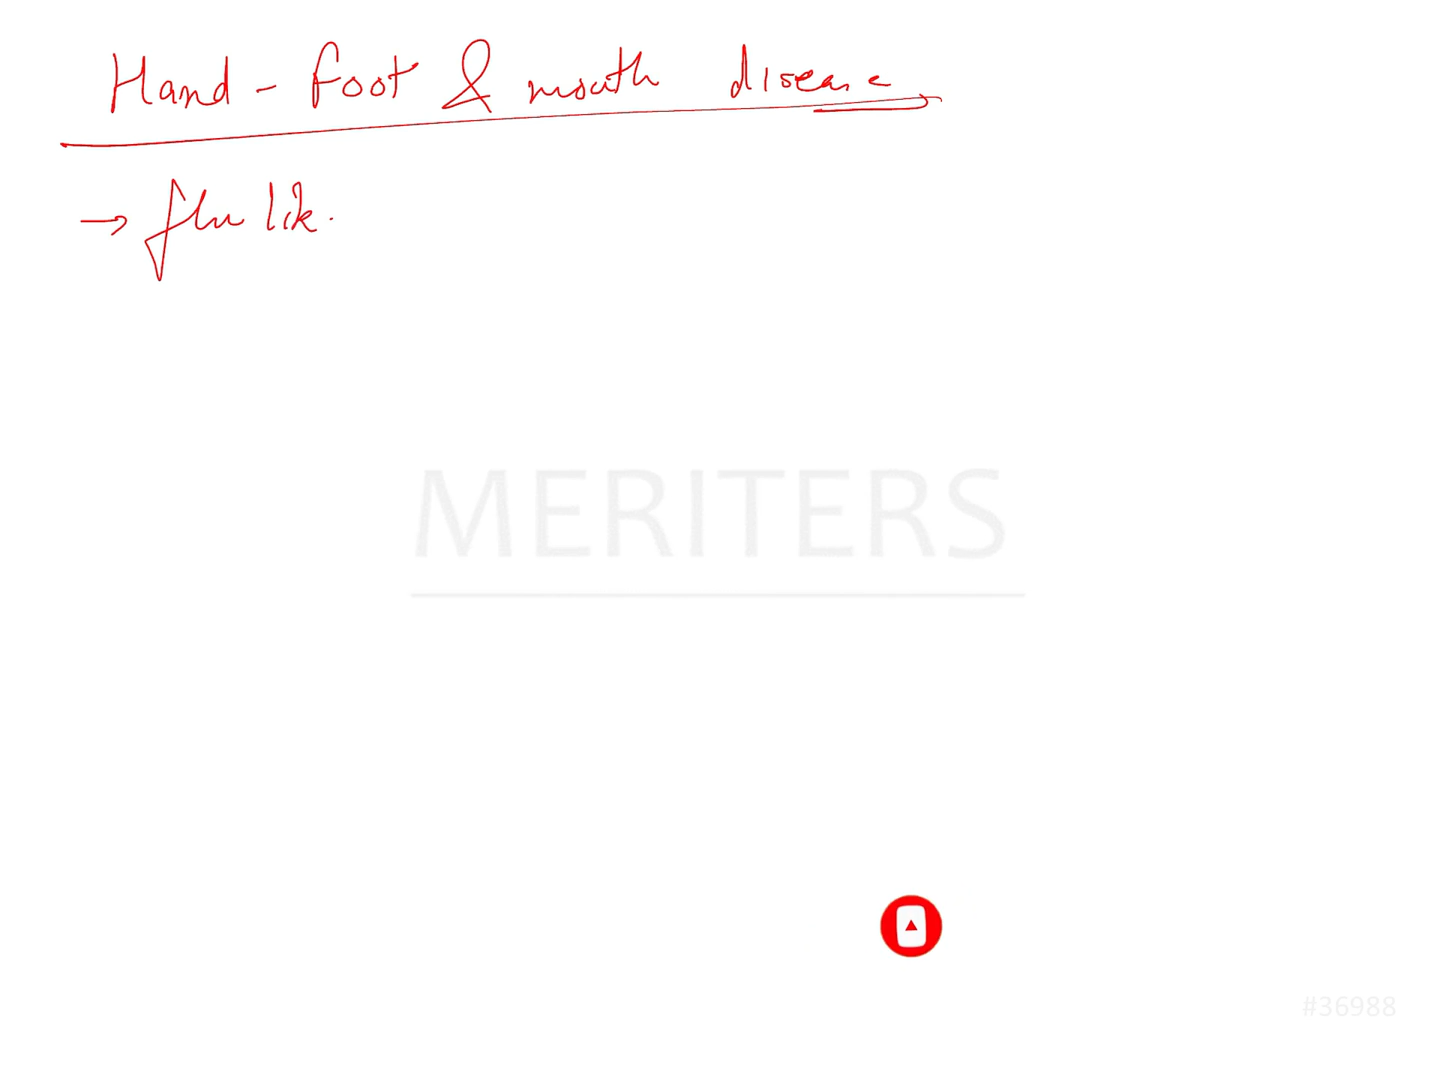 Hand - foot & mouth disease
→ flu like.
MERITERS
#36988